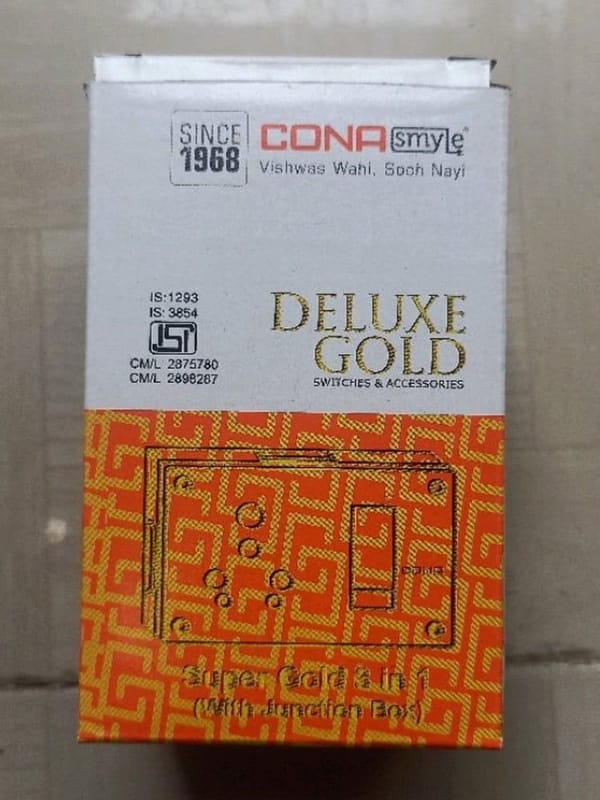 SINCE
1968
CONA smyle®
Vishwas Wahi, Soch Nayi
IS:1293
IS: 3854
ISI
CM/L 2875780
CM/L 2898287
DELUXE
GOLD
SWITCHES & ACCESSORIES
CONA
Super Gold 3 in 1
(With Junction Box)